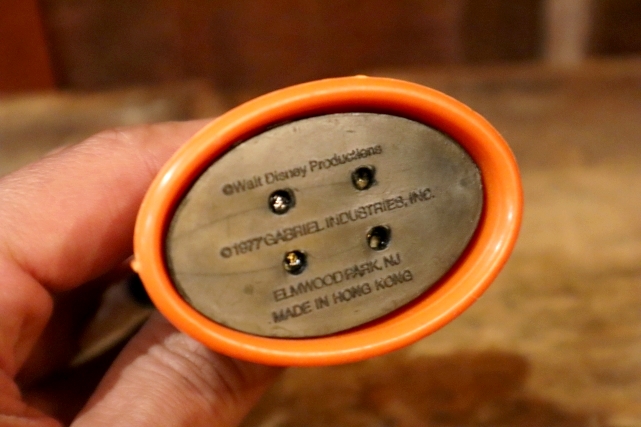 ©Walt Disney Productions
©1977 GABRIEL INDUSTRIES, INC.
ELMWOOD PARK, NJ
MADE IN HONG KONG